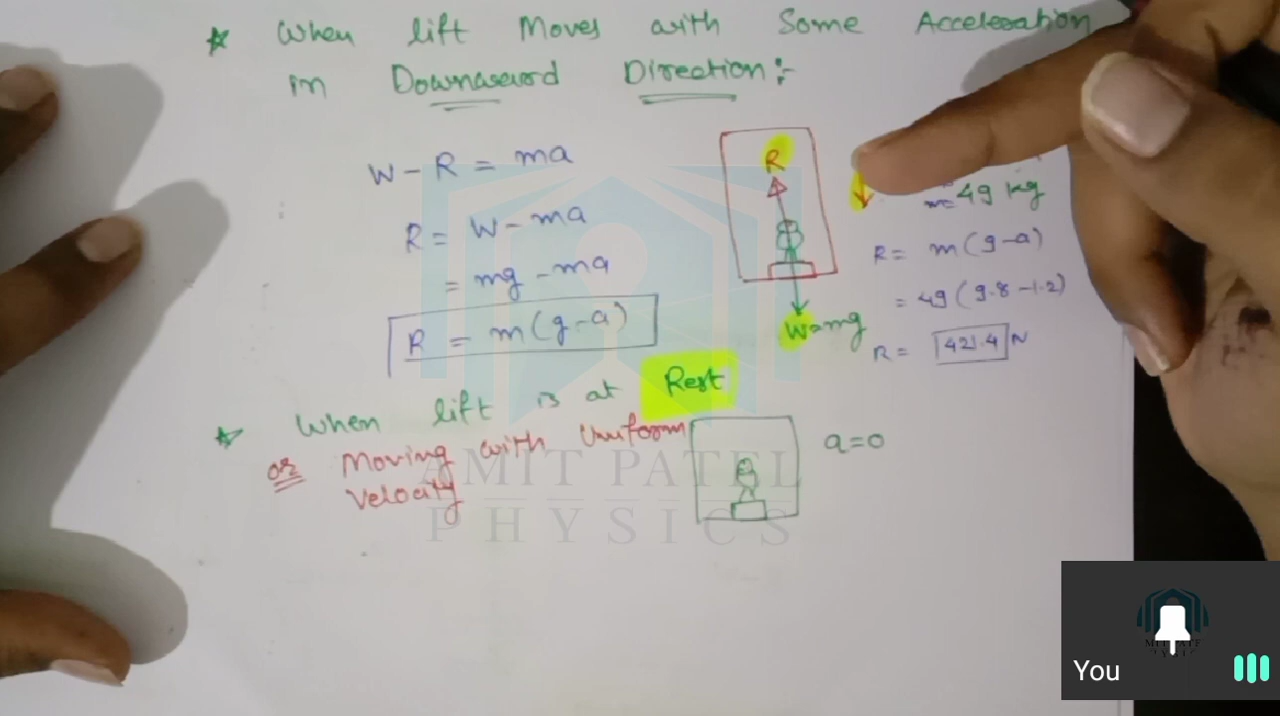 When lift Moves with Some Acceleration
in Downward Direction:-
W - R = ma
R = W - ma
= mg - ma
R = m(g-a)
R
W=mg
m=49 kg
R= m(g-a)
= 49(9.8-1.2)
R= 421.4 N
When lift is at Rest
or Moving with Uniform
Velocity
a=0
AMIT PATEL
PHYSICS
You